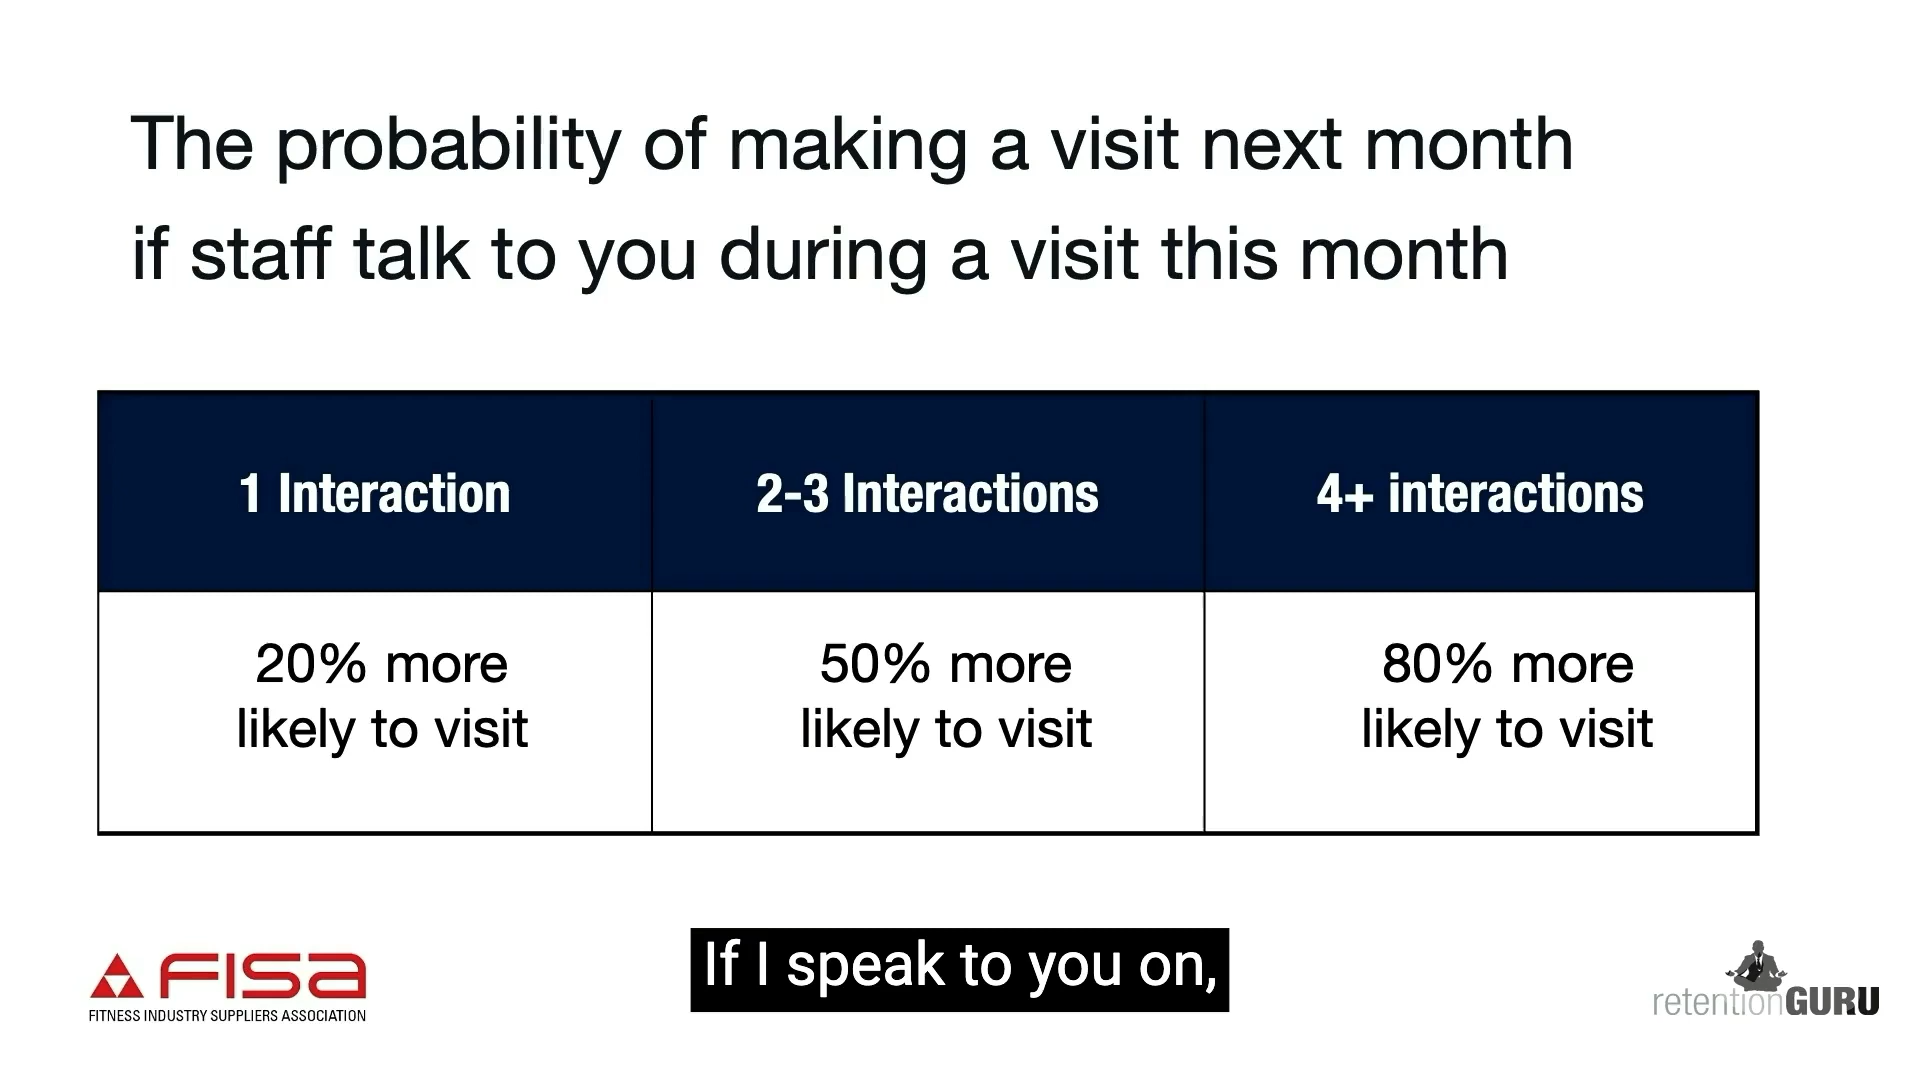 The probability of making a visit next month
if staff talk to you during a visit this month
1 Interaction
2-3 Interactions
4+ interactions
20% more
likely to visit
50% more
likely to visit
80% more
likely to visit
FISA
FITNESS INDUSTRY SUPPLIERS ASSOCIATION
If I speak to you on,
retentionGURU